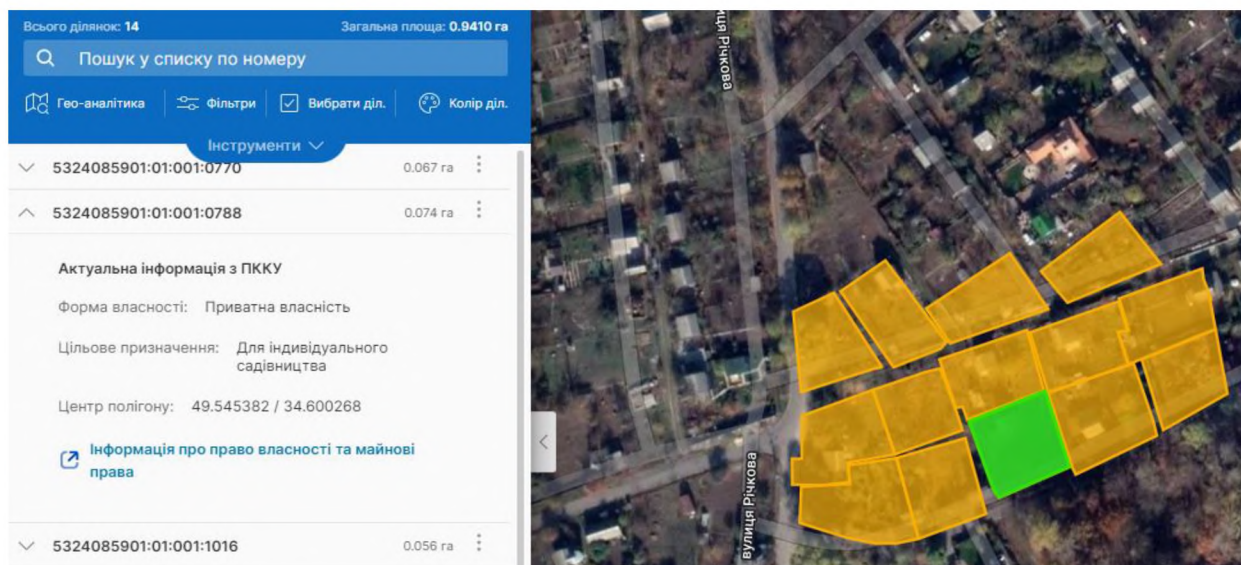 Всього ділянок: 14
Загальна площа: 0.9410 га
Пошук у списку по номеру
Гео-аналітика
Фільтри
Вибрати діл.
Колір діл.
Інструменти
5324085901:01:001:0770
0.067 га
5324085901:01:001:0788
0.074 га
Актуальна інформація з ПККУ
Форма власності: Приватна власність
Цільове призначення: Для індивідуального
садівництва
Центр полігону: 49.545382 / 34.600268
Інформація про право власності та майнові
права
5324085901:01:001:1016
0.056 га
иця Річкова
вулиця Річкова